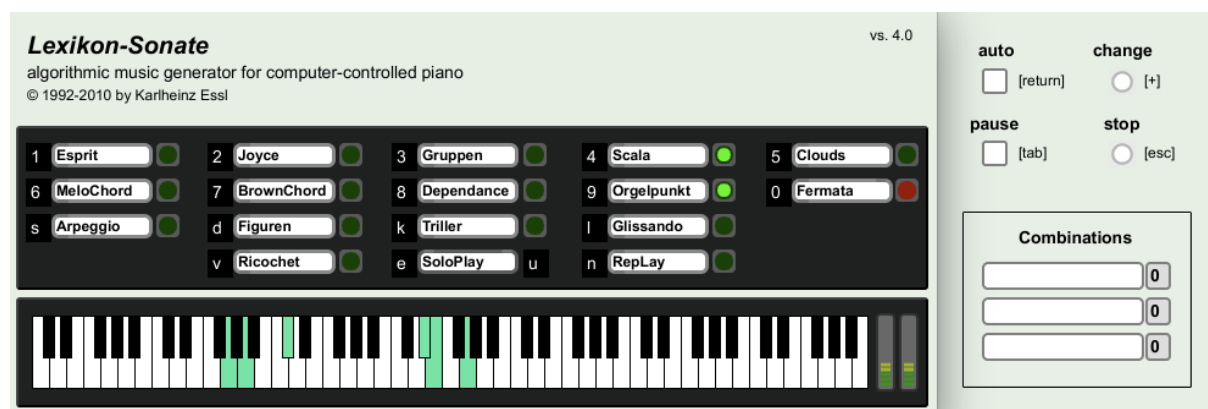 Lexikon-Sonate
vs. 4.0
algorithmic music generator for computer-controlled piano
© 1992-2010 by Karlheinz Essl
auto change
[return] [+]
pause stop
[tab] [esc]
1 Esprit 2 Joyce 3 Gruppen 4 Scala 5 Clouds
6 MeloChord 7 BrownChord 8 Dependance 9 Orgelpunkt 0 Fermata
s Arpeggio d Figuren k Triller l Glissando
v Ricochet e SoloPlay u n RepLay
Combinations
0
0
0